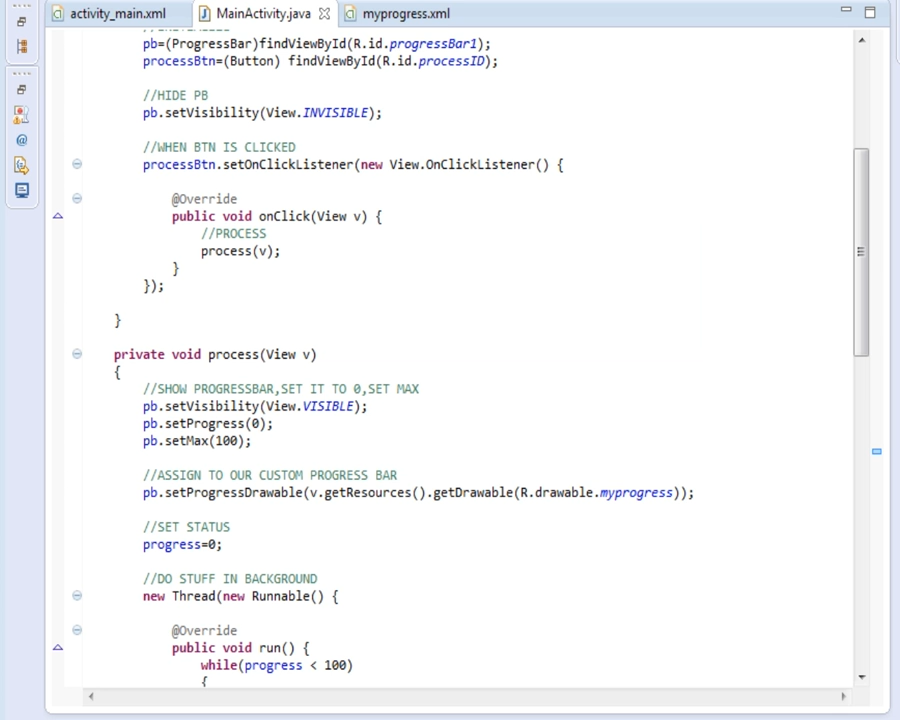 activity_main.xml MainActivity.java myprogress.xml
pb=(ProgressBar)findViewById(R.id.progressBar1);
processBtn=(Button) findViewById(R.id.processID);
//HIDE PB
pb.setVisibility(View.INVISIBLE);
//WHEN BTN IS CLICKED
processBtn.setOnClickListener(new View.OnClickListener() {
@Override
public void onClick(View v) {
//PROCESS
process(v);
}
});
}
private void process(View v)
{
//SHOW PROGRESSBAR,SET IT TO 0,SET MAX
pb.setVisibility(View.VISIBLE);
pb.setProgress(0);
pb.setMax(100);
//ASSIGN TO OUR CUSTOM PROGRESS BAR
pb.setProgressDrawable(v.getResources().getDrawable(R.drawable.myprogress));
//SET STATUS
progress=0;
//DO STUFF IN BACKGROUND
new Thread(new Runnable() {
@Override
public void run() {
while(progress < 100)
{